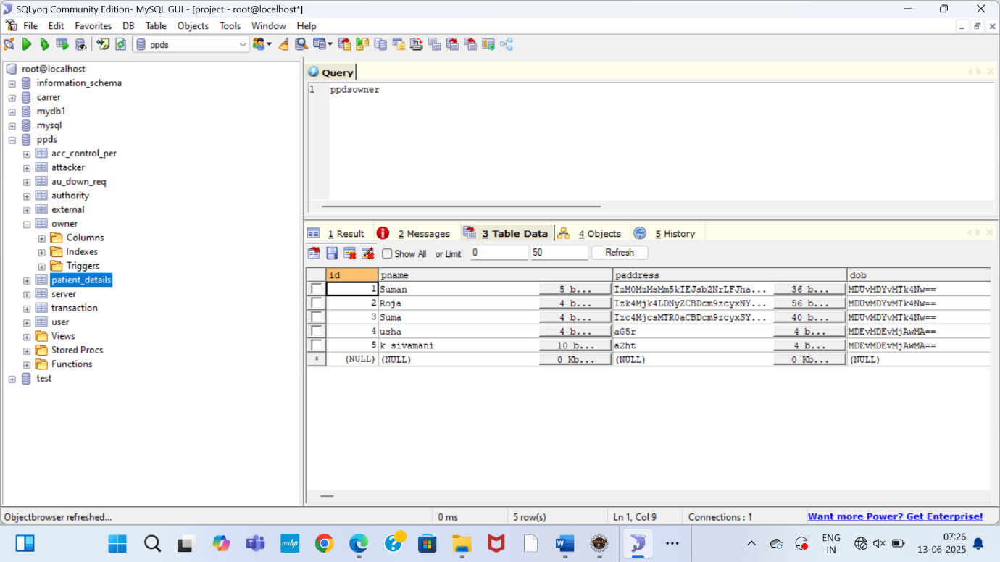 SQLyog Community Edition- MySQL GUI - [project - root@localhost*]
File Edit Favorites DB Table Objects Tools Window Help
ppds
root@localhost
information_schema
carrer
mydb1
mysql
ppds
acc_control_per
attacker
au_down_req
authority
external
owner
Columns
Indexes
Triggers
patient_details
server
transaction
user
Views
Stored Procs
Functions
test
Query
1 ppdsowner
1 Result 2 Messages 3 Table Data 4 Objects 5 History
Show All or Limit 0 50 Refresh
id pname paddress dob
1 Suman 5 b... IzM0MzMsMm5kIEJsb2NrLFJha... 36 b... MDUvMDYvMTk4Nw==
2 Roja 4 b... Izk4Mjk4LDNyZCBDcm9zcyxNY... 56 b... MDUvMDYvMTk4Nw==
3 Suma 4 b... Izc4MjcsMTR0aCBDcm9zcyxSY... 40 b... MDUvMDYvMTk4Nw==
4 usha 4 b... aG5r 4 b... MDEvMDEvMjAwMA==
5 k sivamani 10 b... a2ht 4 b... MDEvMDEvMjAwMA==
* (NULL) (NULL) 0 Kb... (NULL) 0 Kb... (NULL)
Objectbrowser refreshed... 0 ms 5 row(s) Ln 1, Col 9 Connections : 1 Want more Power? Get Enterprise!
myhp
ENG
IN
07:26
13-06-2025